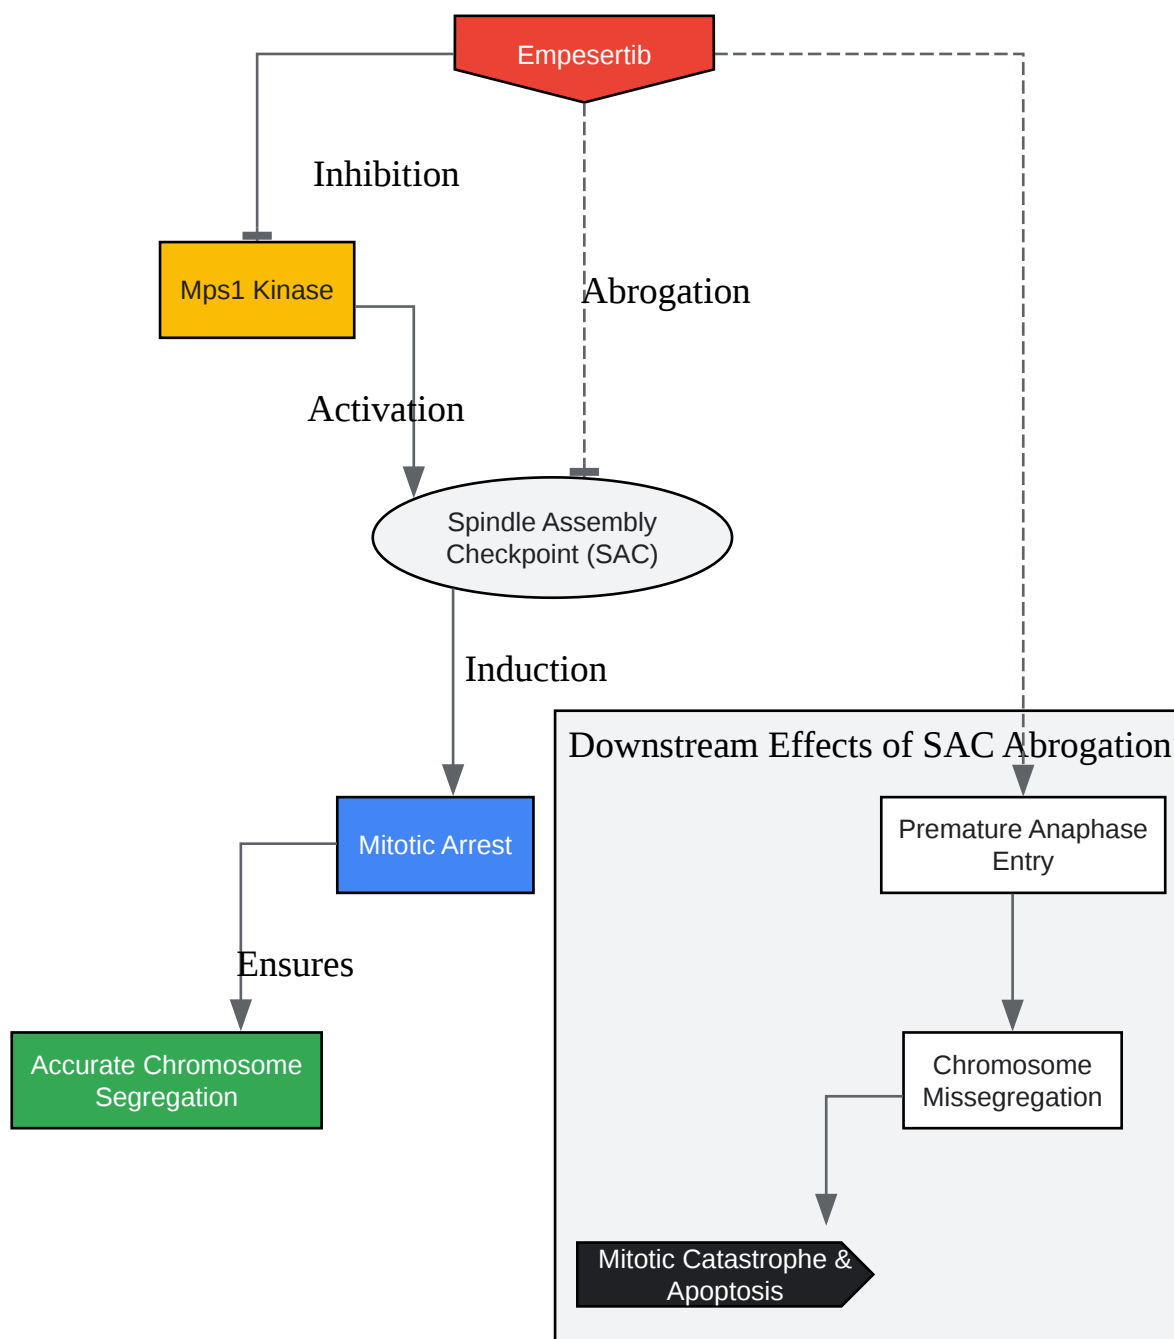 Empesertib
Inhibition
Mps1 Kinase
Abrogation
Activation
Spindle Assembly
Checkpoint (SAC)
Induction
Downstream Effects of SAC Abrogation
Mitotic Arrest
Premature Anaphase
Entry
Ensures
Accurate Chromosome
Segregation
Chromosome
Missegregation
Mitotic Catastrophe &
Apoptosis